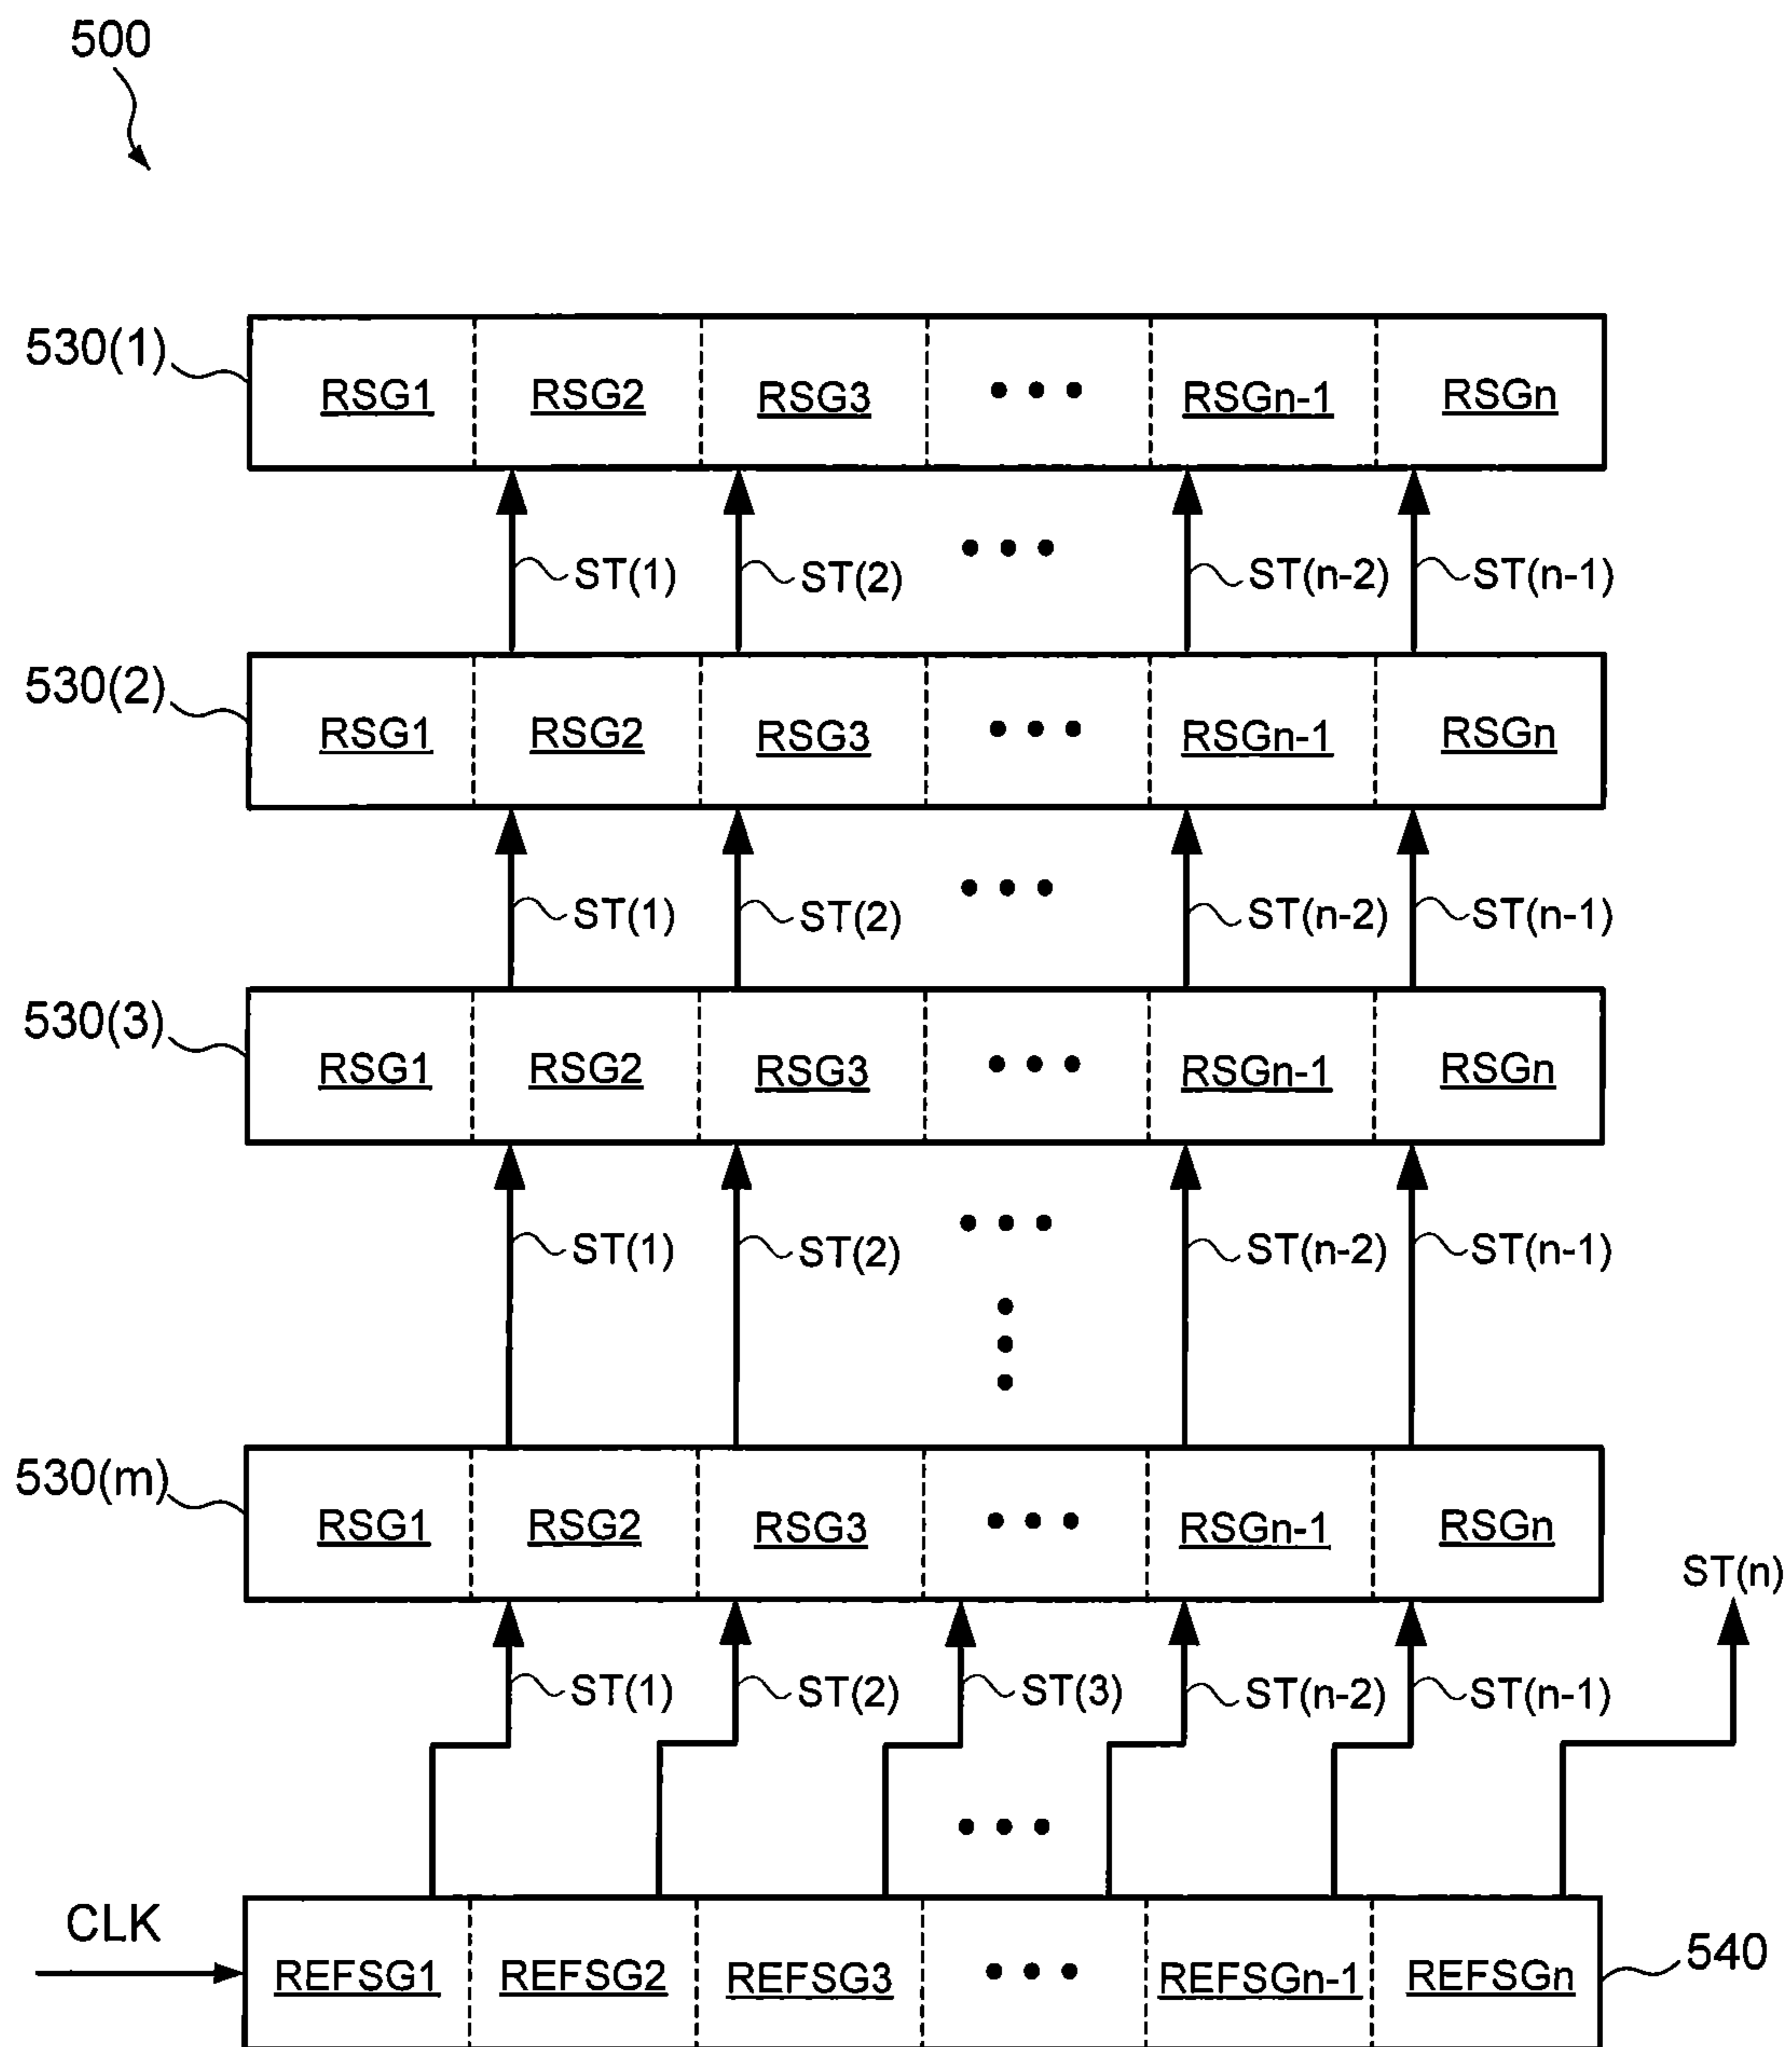 500
530(1)
RSG1 RSG2 RSG3 ••• RSGn-1 RSGn
ST(1) ST(2) ••• ST(n-2) ST(n-1)
530(2)
RSG1 RSG2 RSG3 ••• RSGn-1 RSGn
ST(1) ST(2) ••• ST(n-2) ST(n-1)
530(3)
RSG1 RSG2 RSG3 ••• RSGn-1 RSGn
ST(1) ST(2) ••• ST(n-2) ST(n-1)
530(m)
RSG1 RSG2 RSG3 ••• RSGn-1 RSGn
ST(n)
ST(1) ST(2) ST(3) ST(n-2) ST(n-1)
•••
CLK
REFSG1 REFSG2 REFSG3 ••• REFSGn-1 REFSGn
540